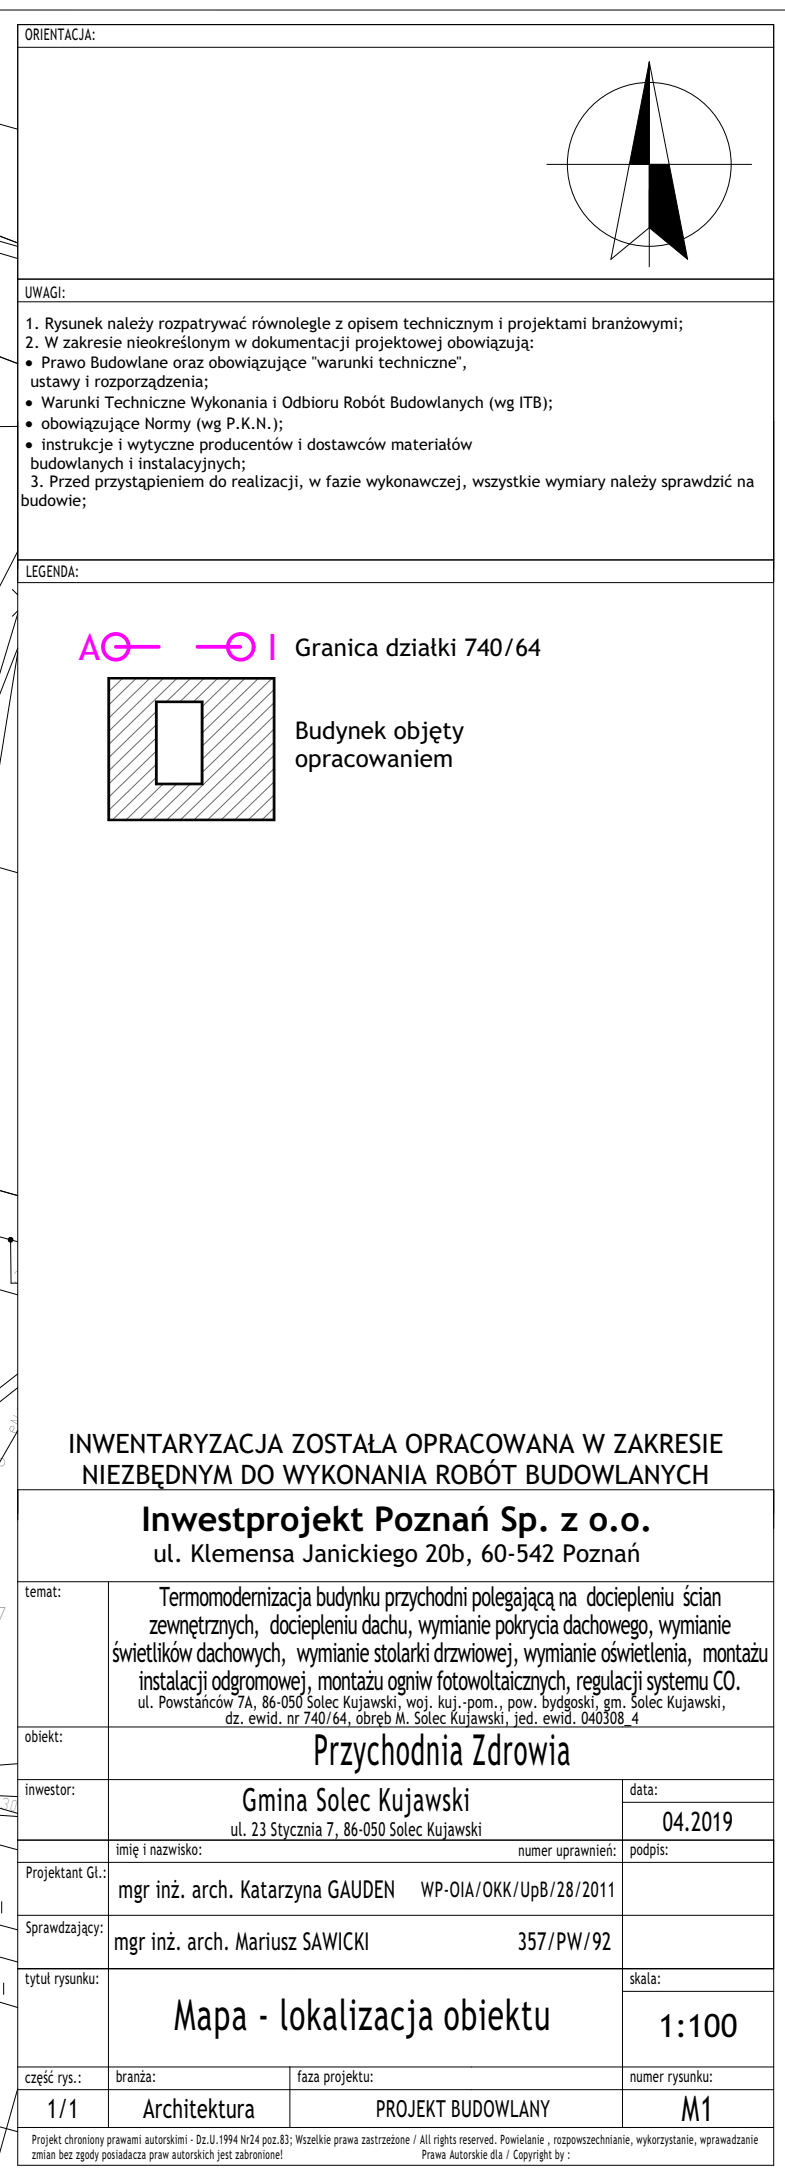 ORIENTACJA:
UWAGI:
1. Rysunek należy rozpatrywać równolegle z opisem technicznym i projektami branżowymi;
2. W zakresie nieokreślonym w dokumentacji projektowej obowiązują:
• Prawo Budowlane oraz obowiązujące "warunki techniczne",
ustawy i rozporządzenia;
• Warunki Techniczne Wykonania i Odbioru Robót Budowlanych (wg ITB);
• obowiązujące Normy (wg P.K.N.);
• instrukcje i wytyczne producentów i dostawców materiałów
budowlanych i instalacyjnych;
3. Przed przystąpieniem do realizacji, w fazie wykonawczej, wszystkie wymiary należy sprawdzić na
budowie;
LEGENDA:
A I Granica działki 740/64
Budynek objęty
opracowaniem
INWENTARYZACJA ZOSTAŁA OPRACOWANA W ZAKRESIE
NIEZBĘDNYM DO WYKONANIA ROBÓT BUDOWLANYCH
Inwestprojekt Poznań Sp. z o.o.
ul. Klemensa Janickiego 20b, 60-542 Poznań
temat:
Termomodernizacja budynku przychodni polegającą na dociepleniu ścian
zewnętrznych, dociepleniu dachu, wymianie pokrycia dachowego, wymianie
świetlików dachowych, wymianie stolarki drzwiowej, wymianie oświetlenia, montażu
instalacji odgromowej, montażu ogniw fotowoltaicznych, regulacji systemu CO.
ul. Powstańców 7A, 86-050 Solec Kujawski, woj. kuj.-pom., pow. bydgoski, gm. Solec Kujawski,
dz. ewid. nr 740/64, obręb M. Solec Kujawski, jed. ewid. 040308_4
obiekt:
Przychodnia Zdrowia
inwestor:
Gmina Solec Kujawski
ul. 23 Stycznia 7, 86-050 Solec Kujawski
data:
04.2019
imię i nazwisko: numer uprawnień: podpis:
Projektant Gł.:
mgr inż. arch. Katarzyna GAUDEN WP-OIA/OKK/UpB/28/2011
Sprawdzający:
mgr inż. arch. Mariusz SAWICKI 357/PW/92
tytuł rysunku:
Mapa - lokalizacja obiektu
skala:
1:100
część rys.: branża: faza projektu: numer rysunku:
1/1 Architektura PROJEKT BUDOWLANY M1
Projekt chroniony prawami autorskimi - Dz.U.1994 Nr24 poz.83; Wszelkie prawa zastrzeżone / All rights reserved. Powielanie , rozpowszechnianie, wykorzystanie, wprawadzanie
zmian bez zgody posiadacza praw autorskich jest zabronione! Prawa Autorskie dla / Copyright by :